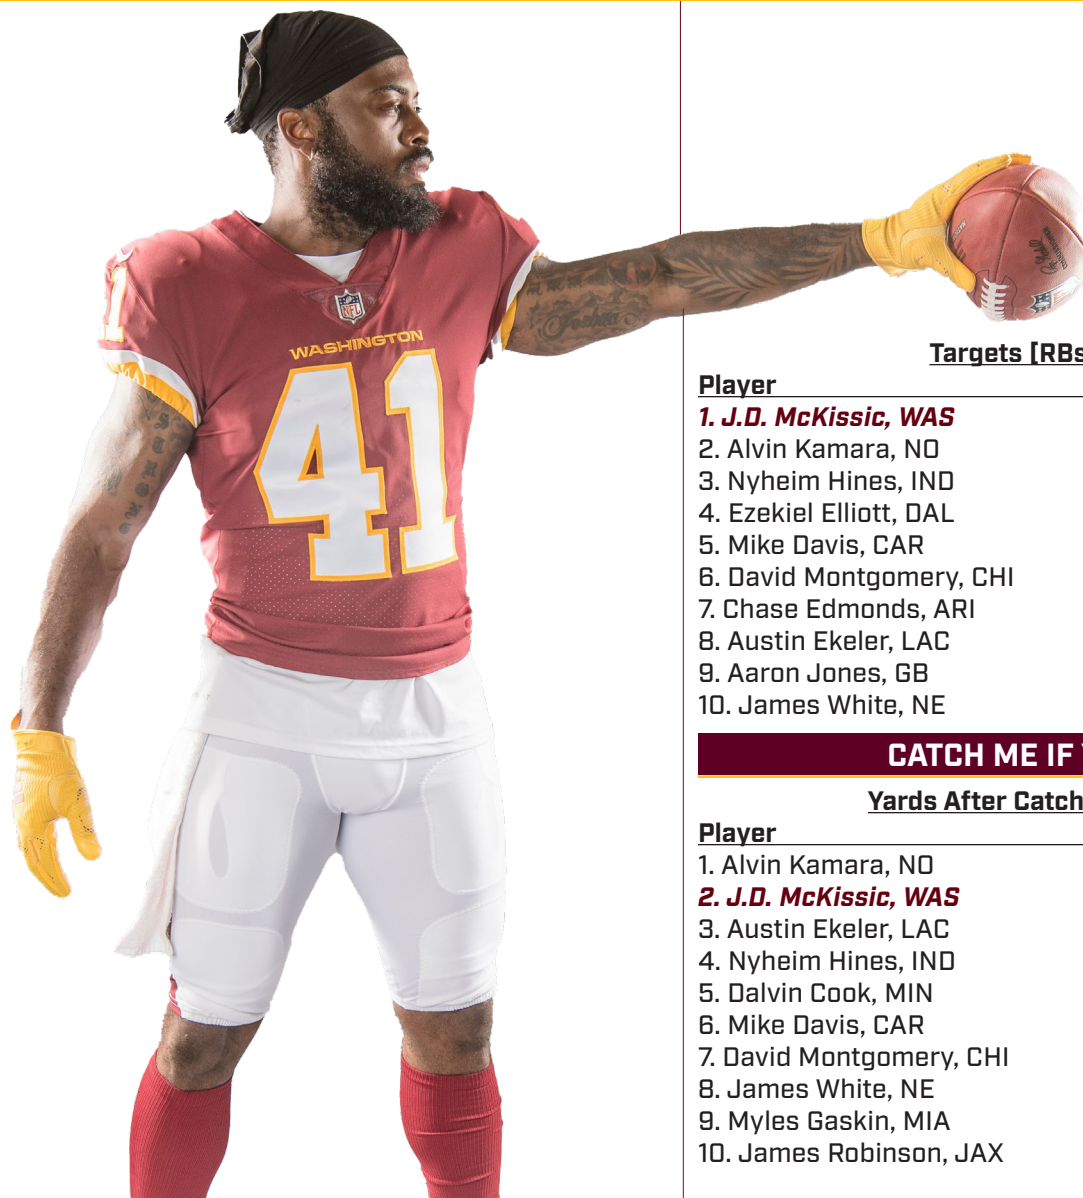 WASHINGTON
41
1
NFL
Targets [RBs
Player
1. J.D. McKissic, WAS
2. Alvin Kamara, NO
3. Nyheim Hines, IND
4. Ezekiel Elliott, DAL
5. Mike Davis, CAR
6. David Montgomery, CHI
7. Chase Edmonds, ARI
8. Austin Ekeler, LAC
9. Aaron Jones, GB
10. James White, NE
CATCH ME IF
Yards After Catch
Player
1. Alvin Kamara, NO
2. J.D. McKissic, WAS
3. Austin Ekeler, LAC
4. Nyheim Hines, IND
5. Dalvin Cook, MIN
6. Mike Davis, CAR
7. David Montgomery, CHI
8. James White, NE
9. Myles Gaskin, MIA
10. James Robinson, JAX